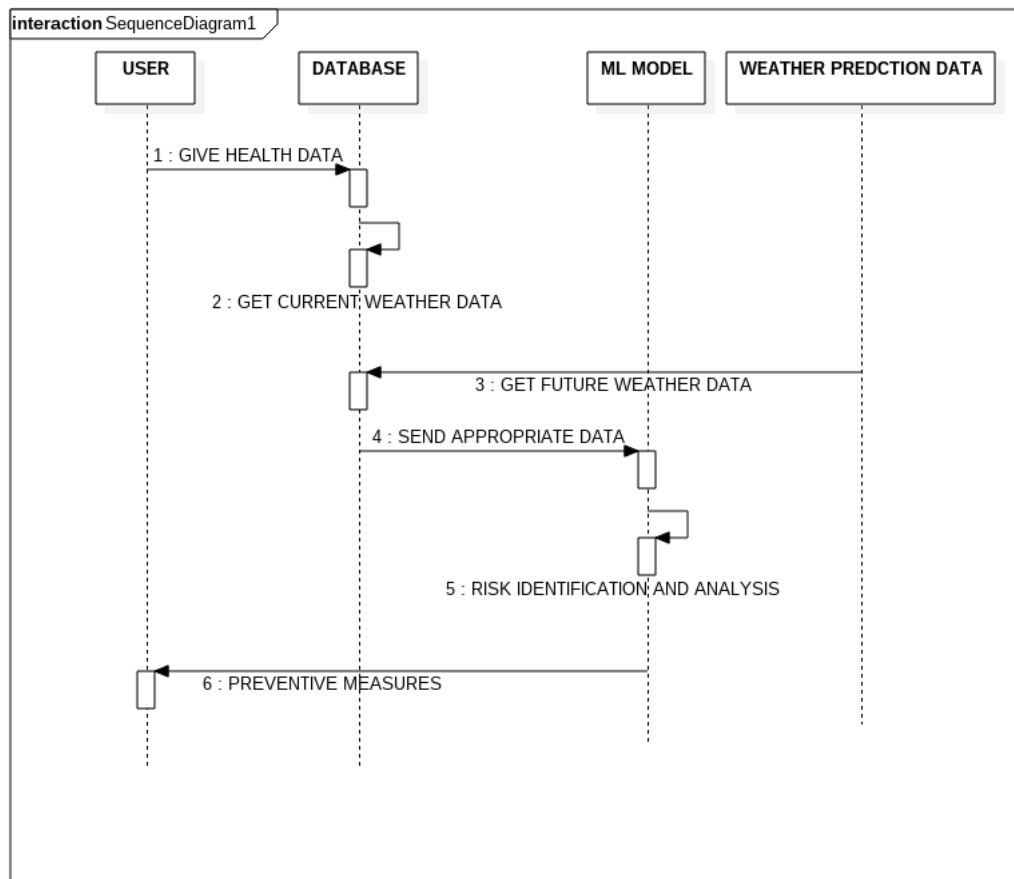 interaction SequenceDiagram1
USER
DATABASE
ML MODEL
WEATHER PREDCTION DATA
1 : GIVE HEALTH DATA
2 : GET CURRENT WEATHER DATA
3 : GET FUTURE WEATHER DATA
4 : SEND APPROPRIATE DATA
5 : RISK IDENTIFICATION AND ANALYSIS
6 : PREVENTIVE MEASURES